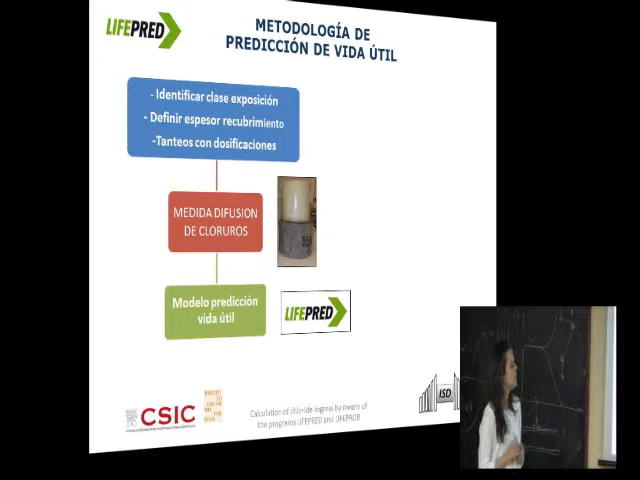 LIFEPRED
METODOLOGÍA DE
PREDICCIÓN DE VIDA ÚTIL
- Identificar clase exposición
- Definir espesor recubrimiento
-Tanteos con dosificaciones
MEDIDA DIFUSION
DE CLORUROS
Modelo predicción
vida útil
LIFEPRED
CSIC
Calculation of chloride ingress by means of
the programs LIFEPRED and LIFEPROB
ISD